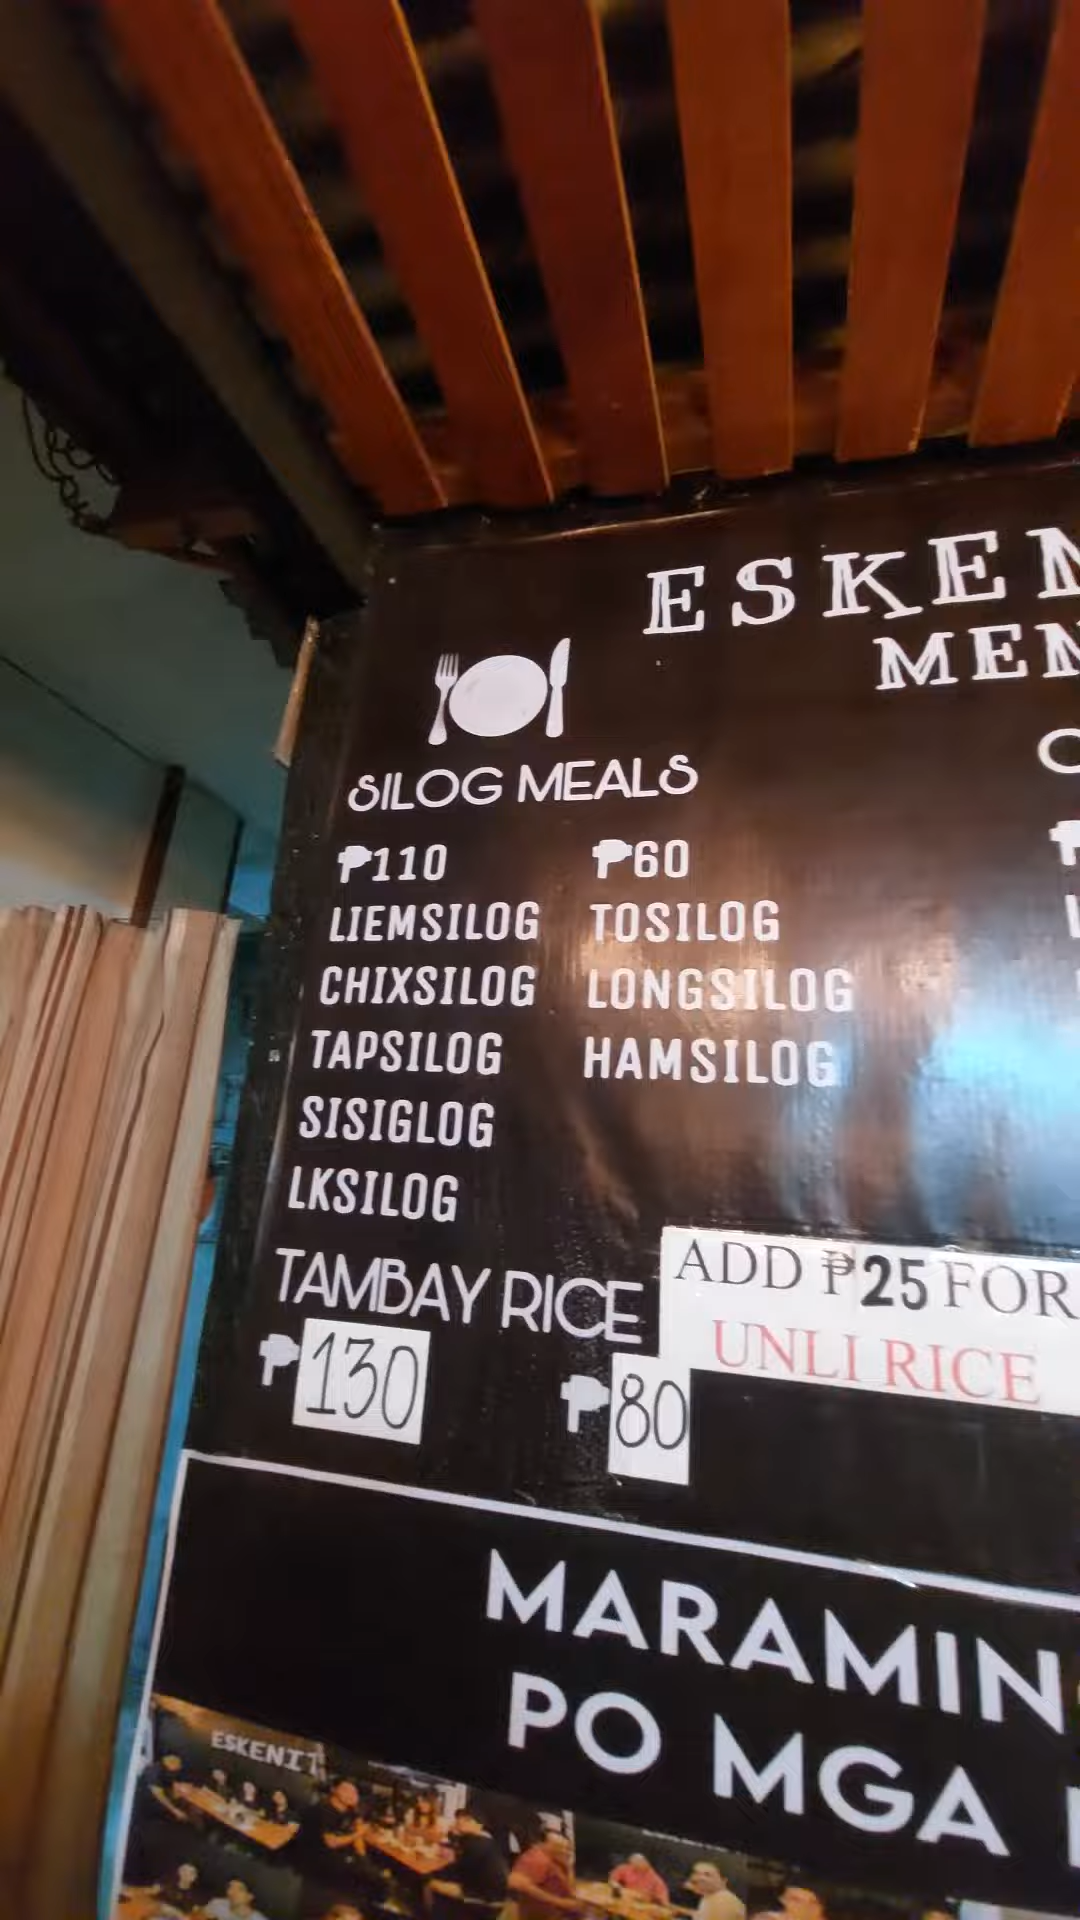 ESKEN
MEN
SILOG MEALS
₱110 ₱60
LIEMSILOG TOSILOG
CHIXSILOG LONGSILOG
TAPSILOG HAMSILOG
SISIGLOG
LKSILOG
TAMBAY RICE
₱130 ₱80
ADD ₱25 FOR
UNLI RICE
MARAMIN
PO MGA
ESKENIT